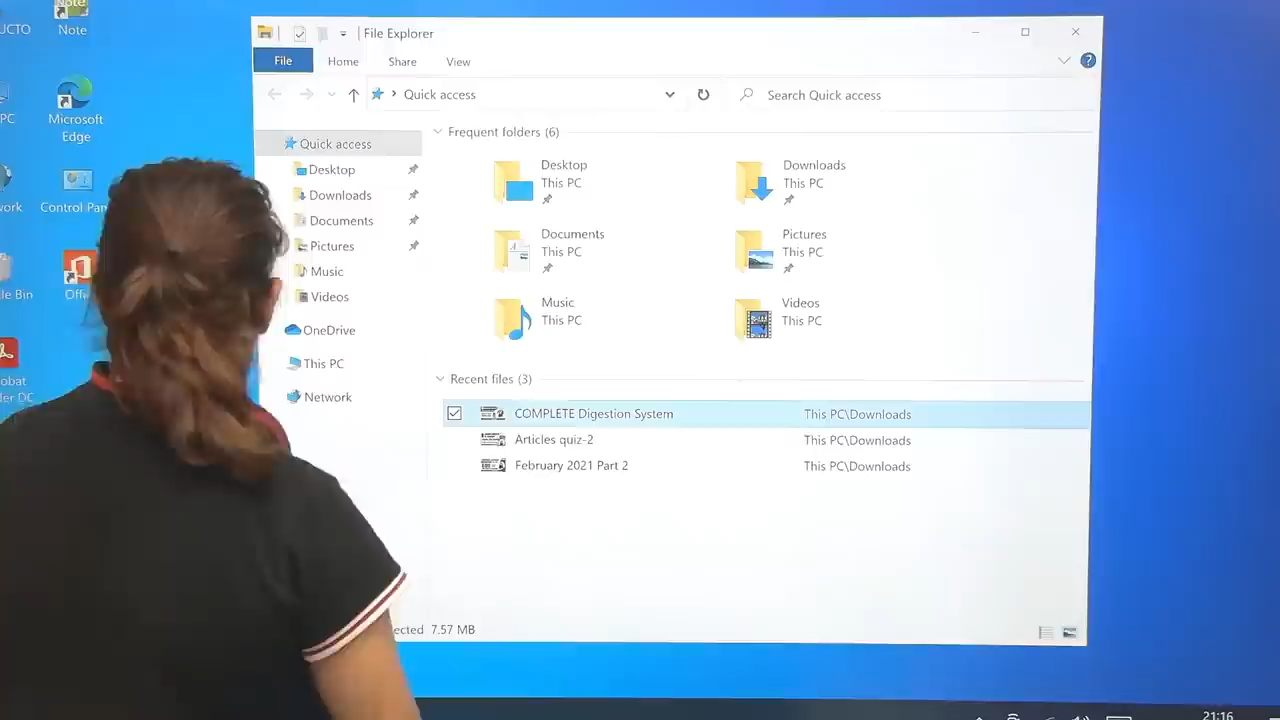 UCTO
Note
Note
PC
Microsoft
Edge
work
Control Pan
le Bin
Offi
obat
der DC
File Explorer
File
Home
Share
View
?
Quick access
Search Quick access
Quick access
Desktop
Downloads
Documents
Pictures
Music
Videos
OneDrive
This PC
Network
Frequent folders (6)
Desktop
This PC
Downloads
This PC
Documents
This PC
Pictures
This PC
Music
This PC
Videos
This PC
Recent files (3)
COMPLETE Digestion System
This PC\Downloads
Articles quiz-2
This PC\Downloads
February 2021 Part 2
This PC\Downloads
ected 7.57 MB
21:16